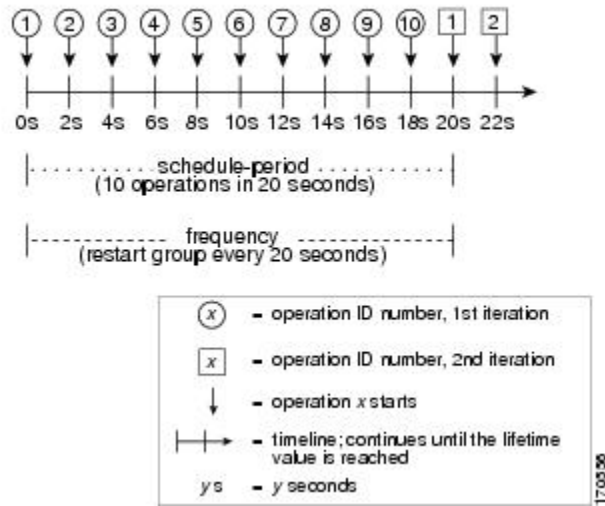 1 2 3 4 5 6 7 8 9 10 1 2
0s 2s 4s 6s 8s 10s 12s 14s 16s 18s 20s 22s
schedule-period
(10 operations in 20 seconds)
frequency
(restart group every 20 seconds)
x - operation ID number, 1st iteration
x - operation ID number, 2nd iteration
- operation x starts
- timeline; continues until the lifetime
value is reached
y s - y seconds
170556